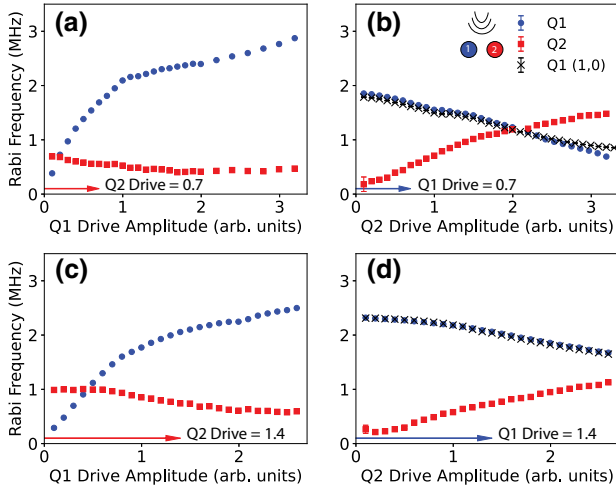 (a)
Rabi Frequency (MHz)
3
2
1
0
Q2 Drive = 0.7
0 1 2 3
Q1 Drive Amplitude (arb. units)
(b)
1 2
Q1
Q2
Q1 (1,0)
3
2
1
0
Q1 Drive = 0.7
0 1 2 3
Q2 Drive Amplitude (arb. units)
(c)
Rabi Frequency (MHz)
3
2
1
0
Q2 Drive = 1.4
0 1 2
Q1 Drive Amplitude (arb. units)
(d)
3
2
1
0
Q1 Drive = 1.4
0 1 2
Q2 Drive Amplitude (arb. units)